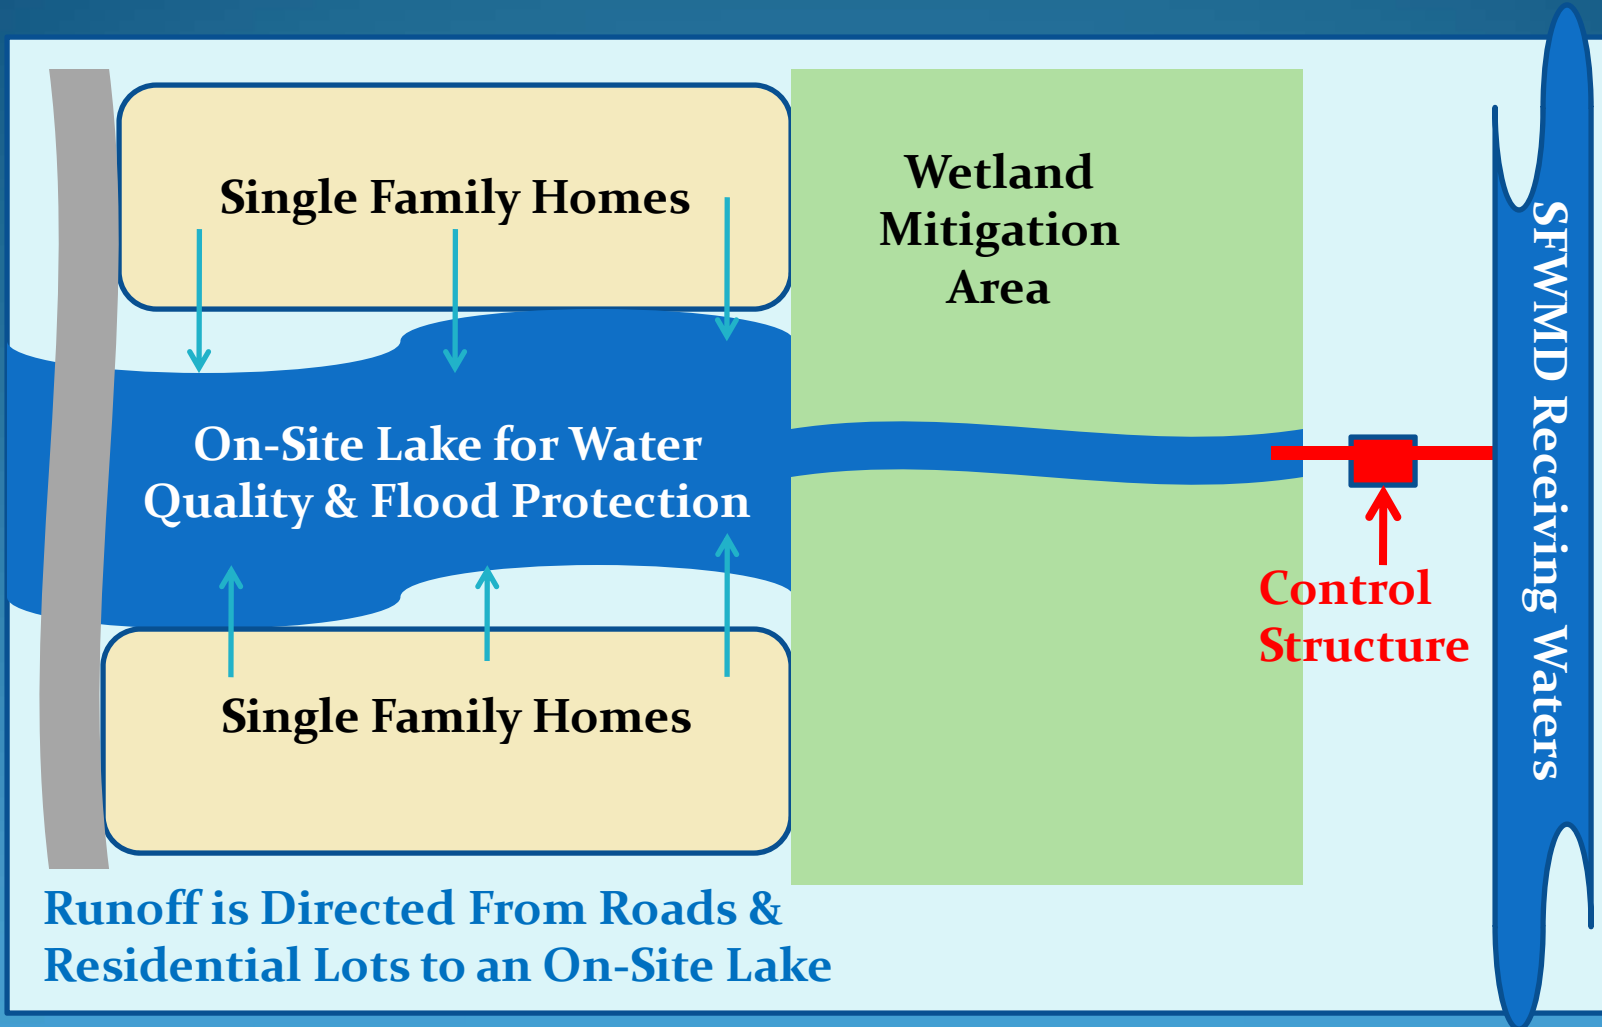 Single Family Homes
Wetland
Mitigation
Area
On-Site Lake for Water
Quality & Flood Protection
Control
Structure
SFWMD Receiving Waters
Single Family Homes
Runoff is Directed From Roads &
Residential Lots to an On-Site Lake